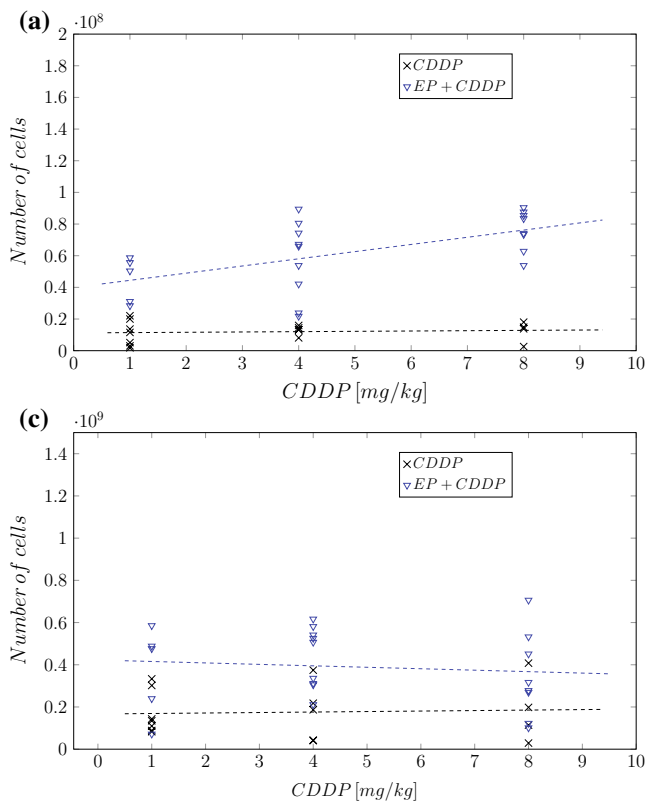 (a)
·10^8
2
1.8
1.6
1.4
1.2
1
0.8
0.6
0.4
0.2
0
Number of cells
CDDP
EP + CDDP
0 1 2 3 4 5 6 7 8 9 10
CDDP [mg/kg]
(c)
·10^9
1.4
1.2
1
0.8
0.6
0.4
0.2
0
Number of cells
CDDP
EP + CDDP
0 1 2 3 4 5 6 7 8 9 10
CDDP [mg/kg]